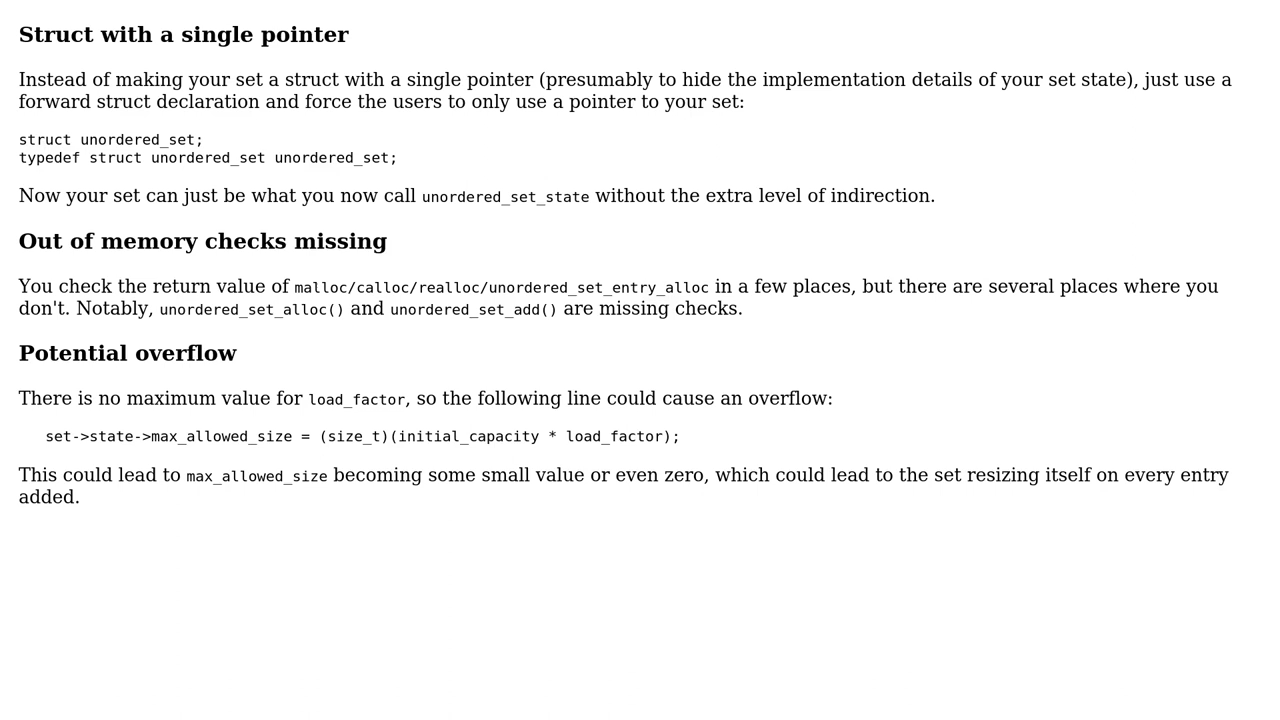 Struct with a single pointer
Instead of making your set a struct with a single pointer (presumably to hide the implementation details of your set state), just use a
forward struct declaration and force the users to only use a pointer to your set:
struct unordered_set;
typedef struct unordered_set unordered_set;
Now your set can just be what you now call unordered_set_state without the extra level of indirection.
Out of memory checks missing
You check the return value of malloc/calloc/realloc/unordered_set_entry_alloc in a few places, but there are several places where you
don't. Notably, unordered_set_alloc() and unordered_set_add() are missing checks.
Potential overflow
There is no maximum value for load_factor, so the following line could cause an overflow:
set->state->max_allowed_size = (size_t)(initial_capacity * load_factor);
This could lead to max_allowed_size becoming some small value or even zero, which could lead to the set resizing itself on every entry
added.